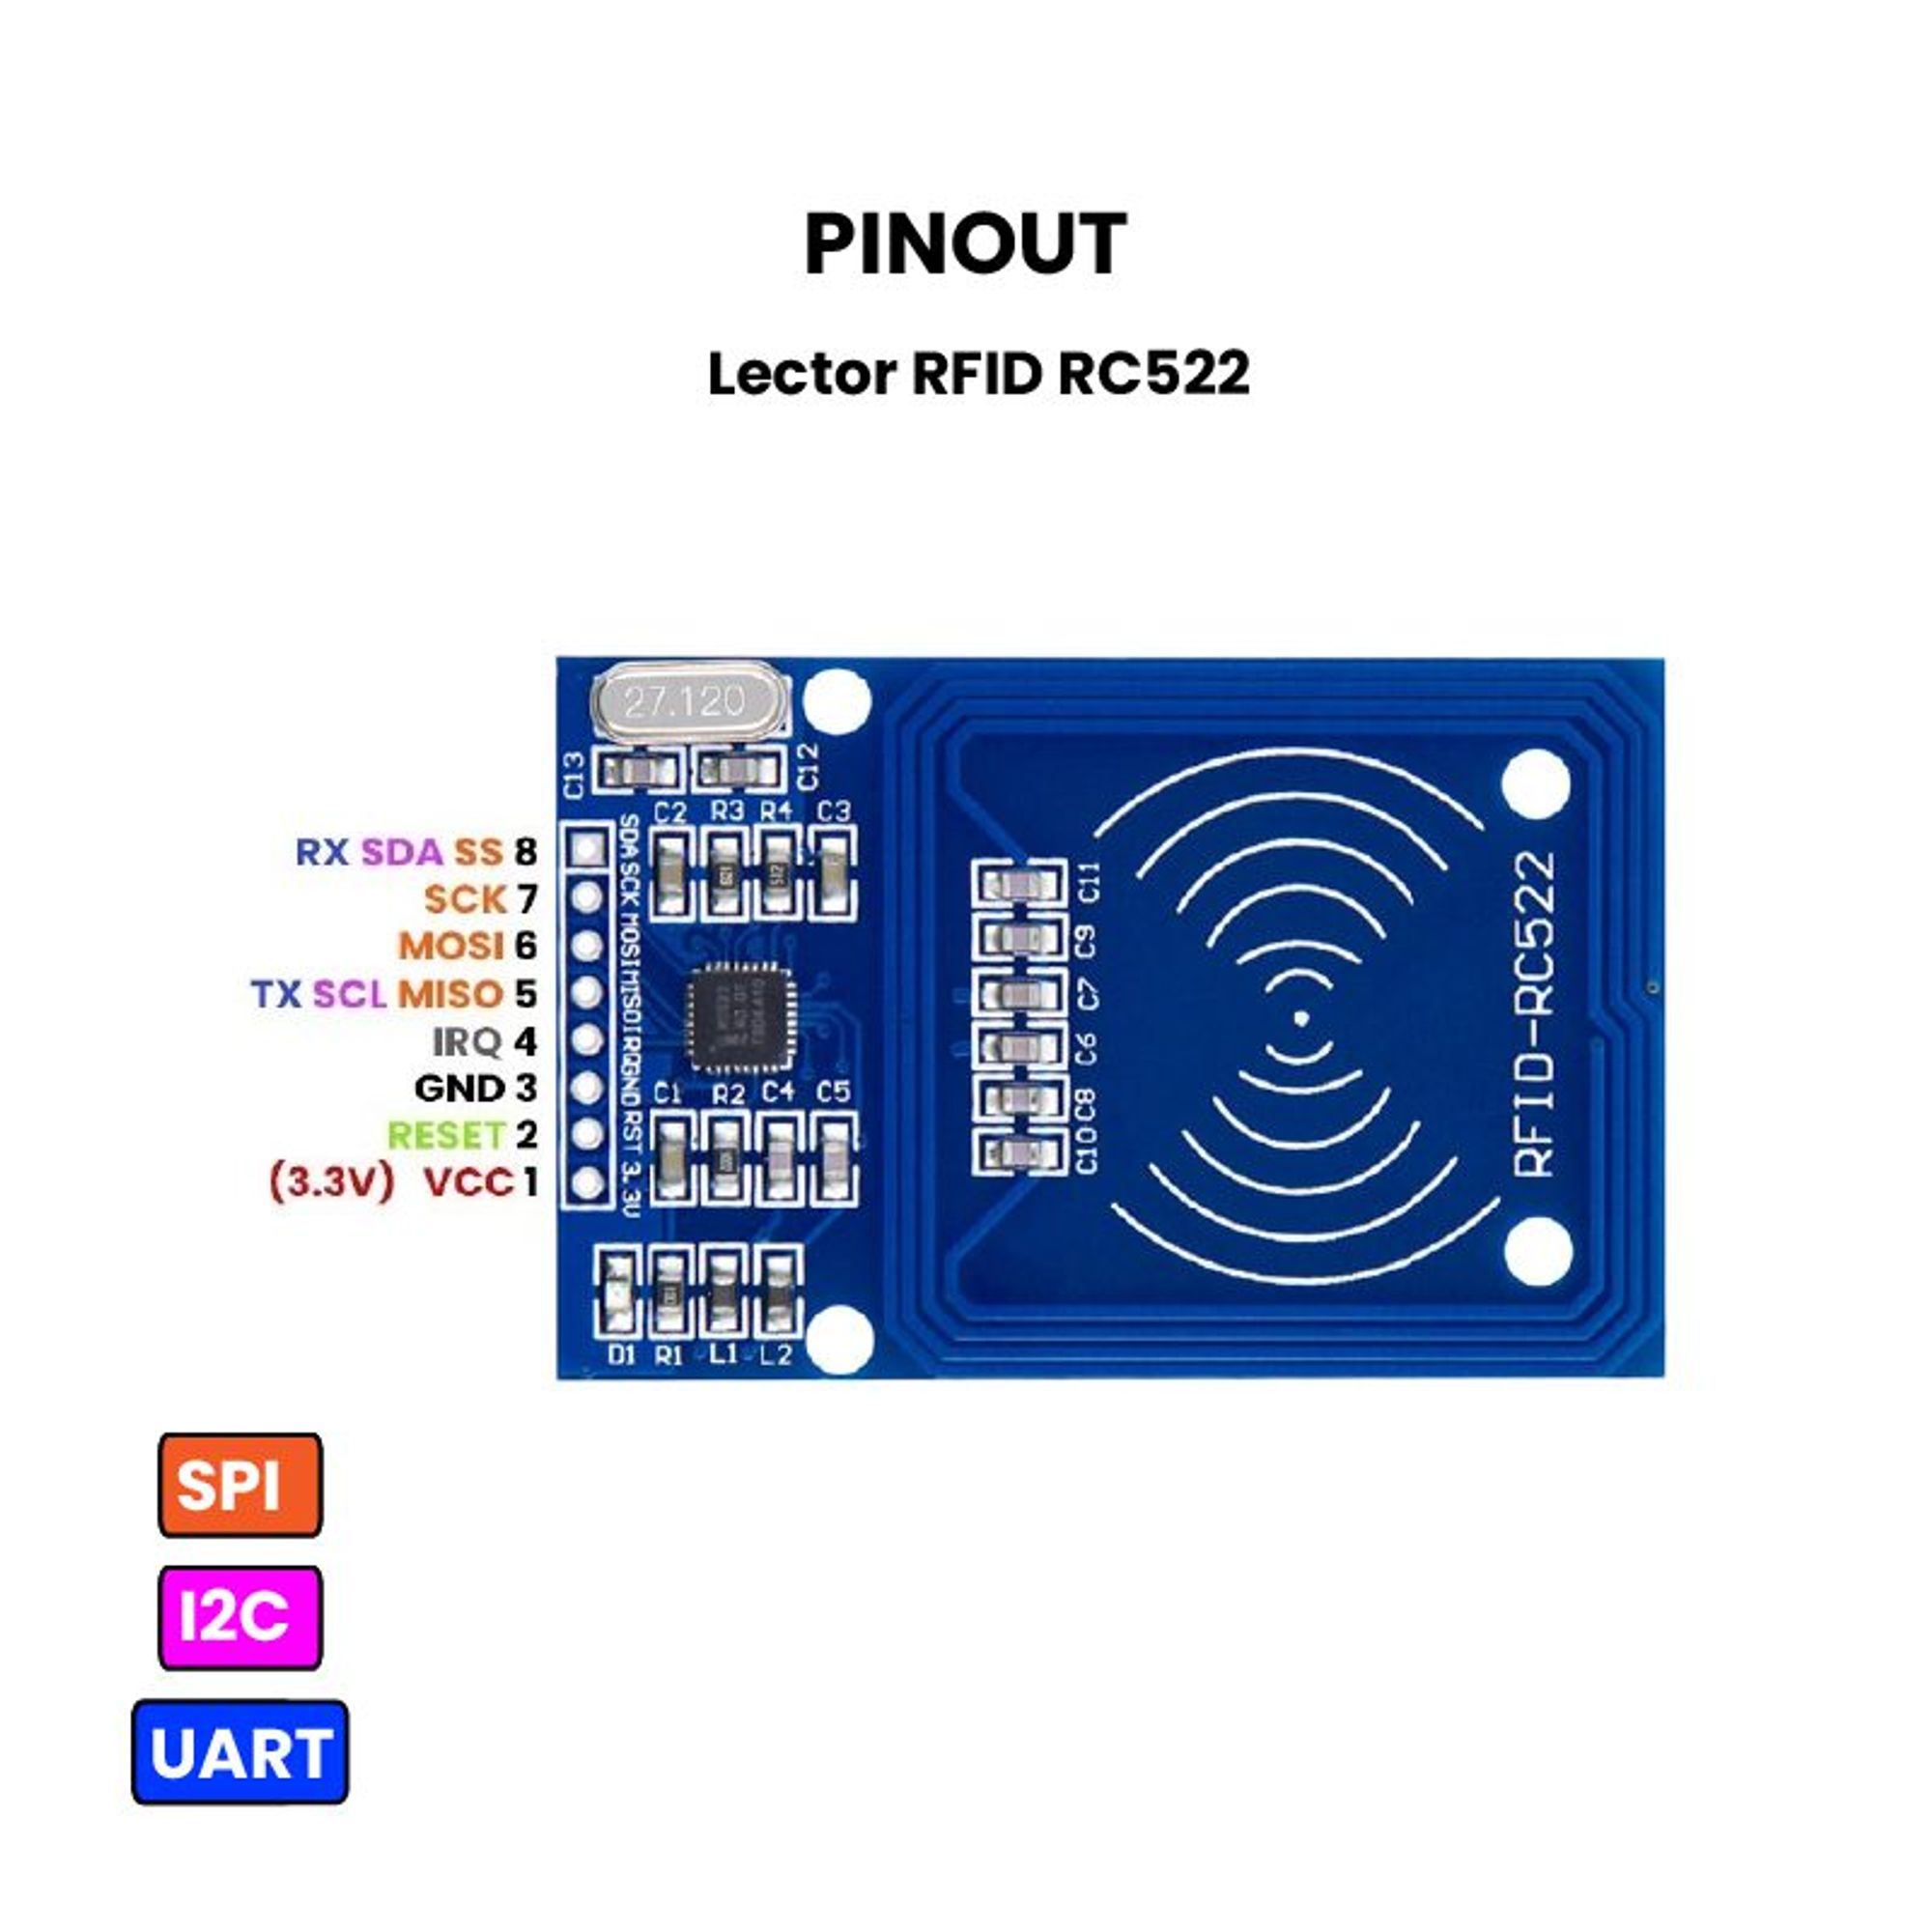 PINOUT
Lector RFID RC522
27.120
C13
C12
C2 R3 R4 C3
RX SDA SS 8
SCK 7
MOSI 6
TX SCL MISO 5
IRQ 4
GND 3
RESET 2
(3.3V) VCC 1
SDA SCK MOSI MISO IRQ GND RST 3.3V
C1 R2 C4 C5
D1 R1 L1 L2
C11
C9
C7
C6
C8
C10
RFID-RC522
SPI
I2C
UART